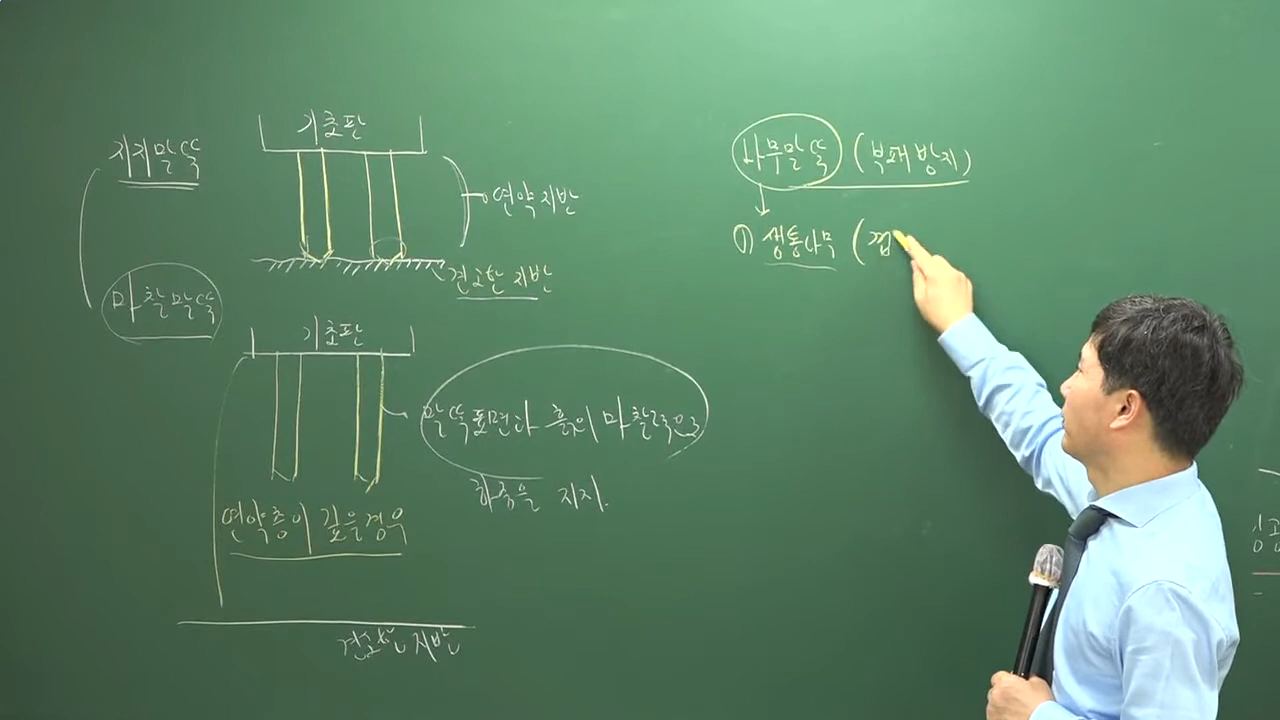 지지말뚝
기초판
연약지반
견고한 지반
마찰말뚝
기초판
말뚝표면과 흙의 마찰력으로
하중을 지지.
연약층이 깊을 경우
견고한 지반
나무말뚝 (부패방지)
① 생통나무 (껍